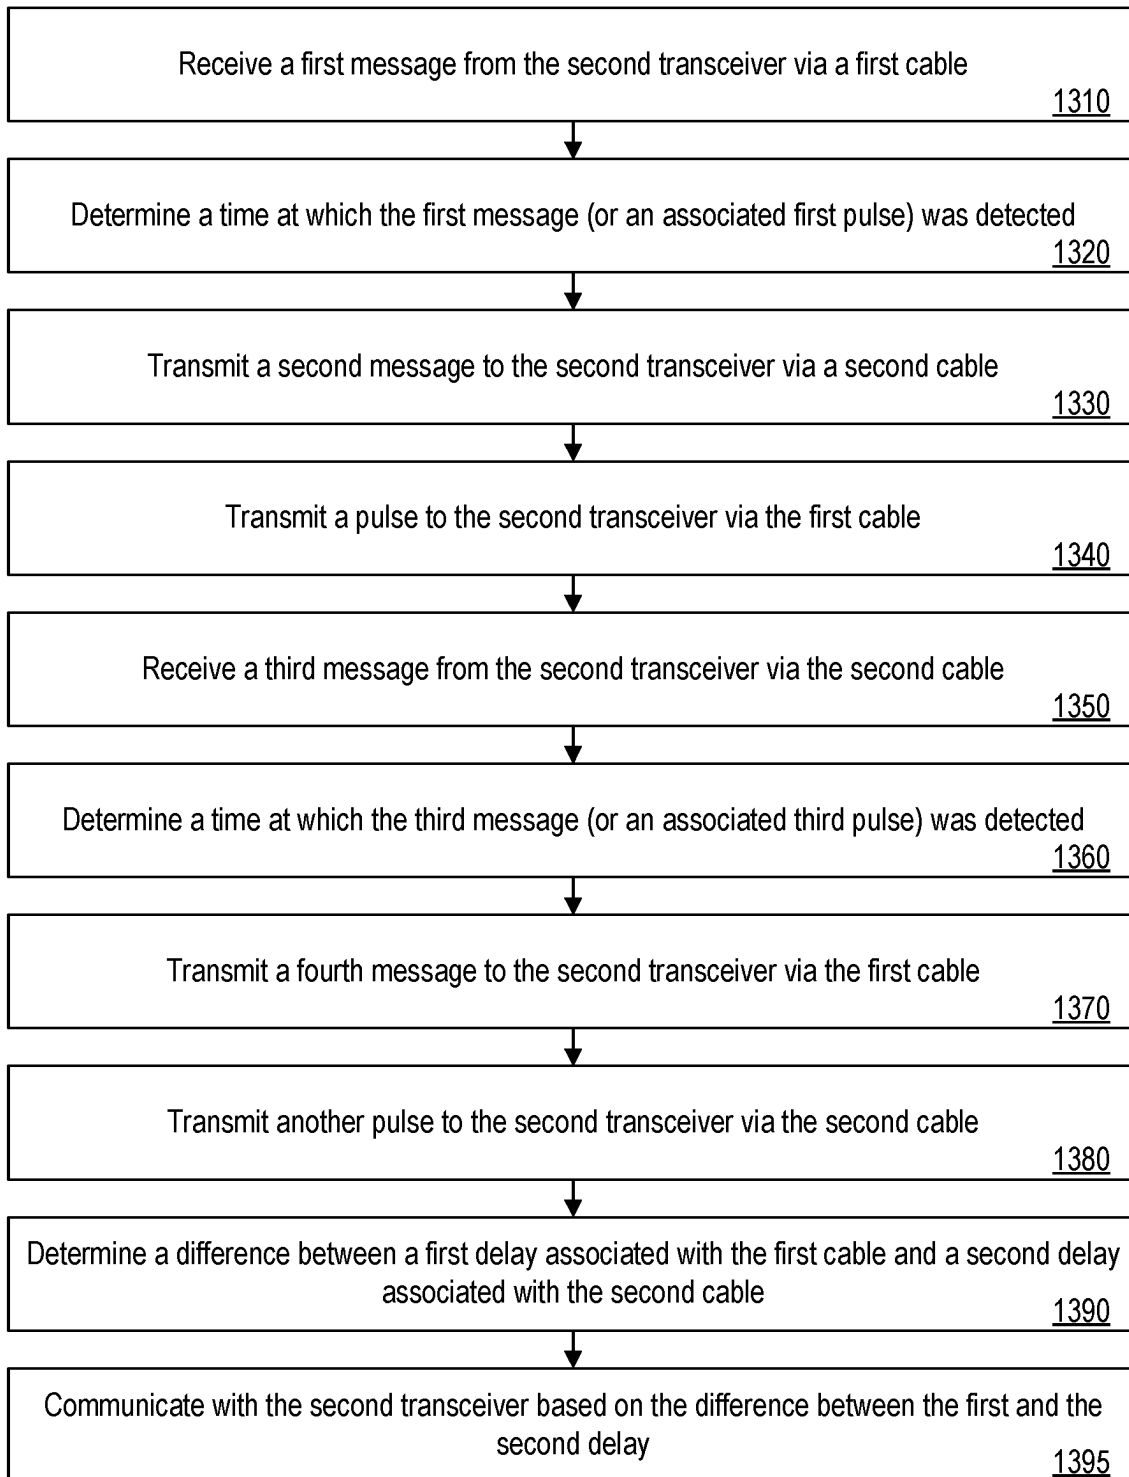 Receive a first message from the second transceiver via a first cable
1310
Determine a time at which the first message (or an associated first pulse) was detected
1320
Transmit a second message to the second transceiver via a second cable
1330
Transmit a pulse to the second transceiver via the first cable
1340
Receive a third message from the second transceiver via the second cable
1350
Determine a time at which the third message (or an associated third pulse) was detected
1360
Transmit a fourth message to the second transceiver via the first cable
1370
Transmit another pulse to the second transceiver via the second cable
1380
Determine a difference between a first delay associated with the first cable and a second delay
associated with the second cable
1390
Communicate with the second transceiver based on the difference between the first and the
second delay
1395